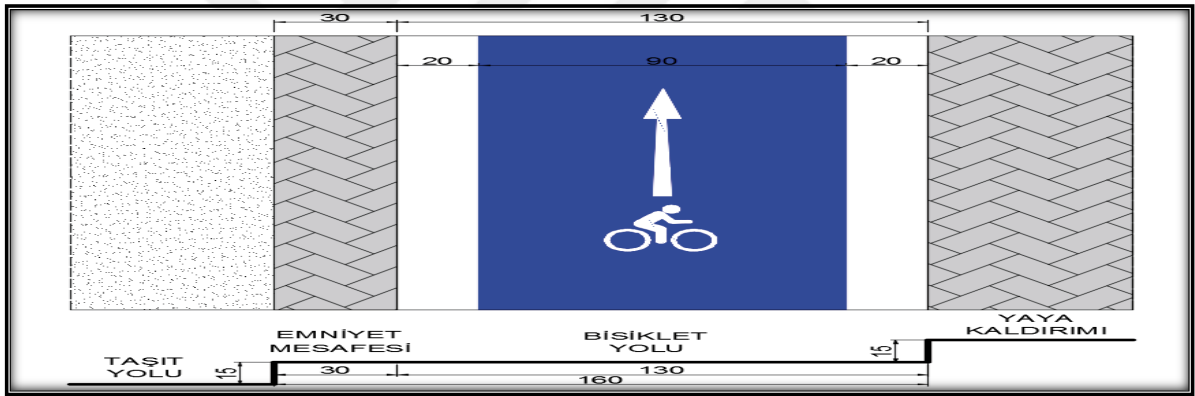 30 130
20 90 20
EMNİYET
MESAFESİ
BİSİKLET
YOLU
YAYA
KALDIRIMI
TAŞIT
YOLU
15
15
30 130
160